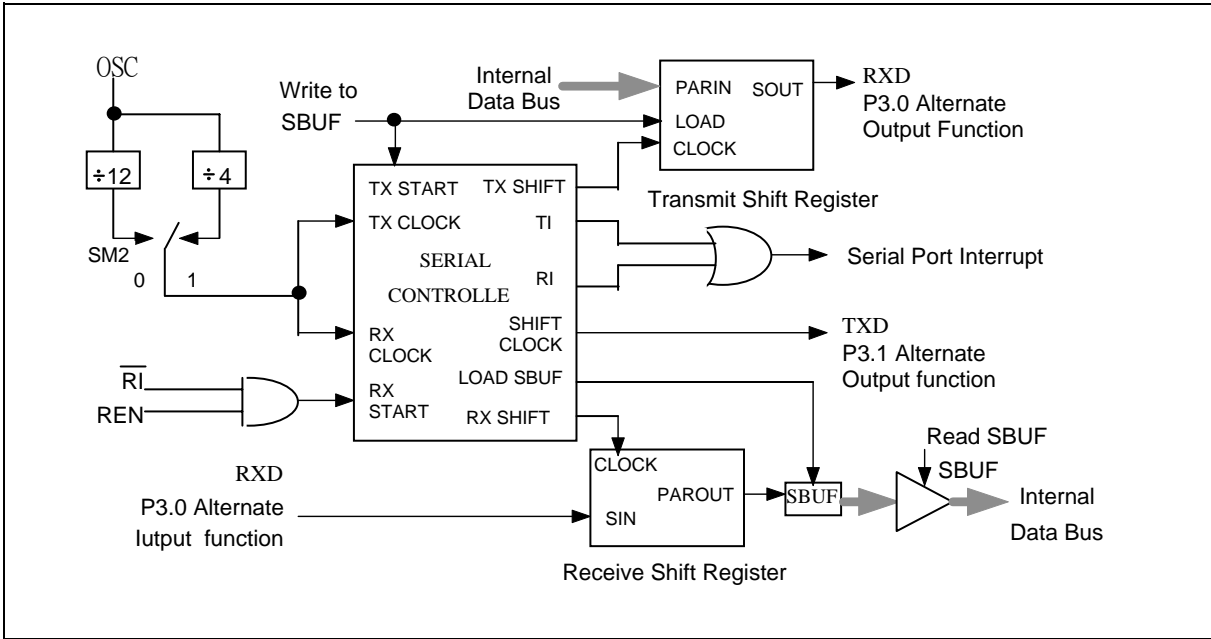 OSC
÷12
÷4
SM2
0
1
Write to
SBUF
Internal
Data Bus
PARIN
SOUT
LOAD
CLOCK
RXD
P3.0 Alternate
Output Function
Transmit Shift Register
TX START
TX SHIFT
TX CLOCK
TI
SERIAL
CONTROLLE
RI
RX
CLOCK
SHIFT
CLOCK
LOAD SBUF
RX
START
RX SHIFT
Serial Port Interrupt
TXD
P3.1 Alternate
Output function
R̅I̅
REN
RXD
P3.0 Alternate
Iutput function
CLOCK
PAROUT
SIN
Receive Shift Register
SBUF
Read SBUF
SBUF
Internal
Data Bus